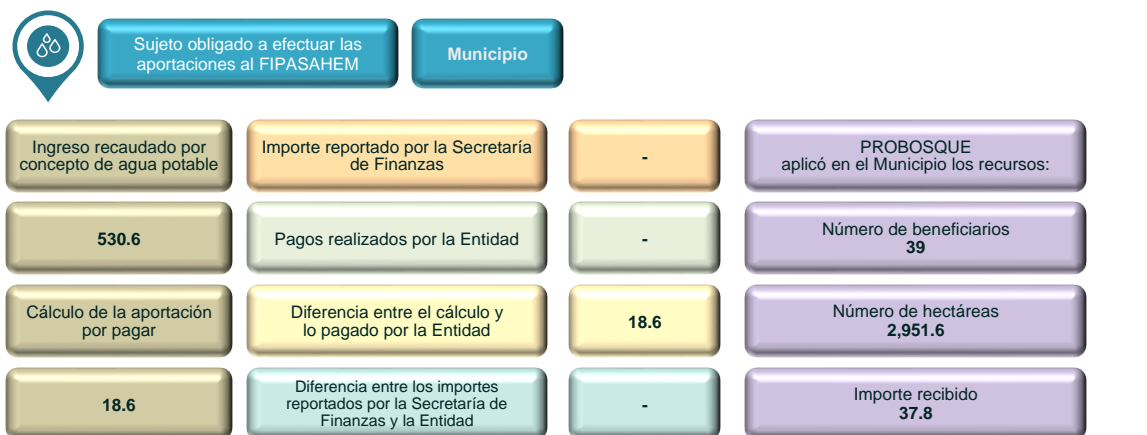 Sujeto obligado a efectuar las
aportaciones al FIPASAHEM
Municipio
Ingreso recaudado por
concepto de agua potable
Importe reportado por la Secretaría
de Finanzas
-
PROBOSQUE
aplicó en el Municipio los recursos:
530.6
Pagos realizados por la Entidad
-
Número de beneficiarios
39
Cálculo de la aportación
por pagar
Diferencia entre el cálculo y
lo pagado por la Entidad
18.6
Número de hectáreas
2,951.6
18.6
Diferencia entre los importes
reportados por la Secretaría de
Finanzas y la Entidad
-
Importe recibido
37.8